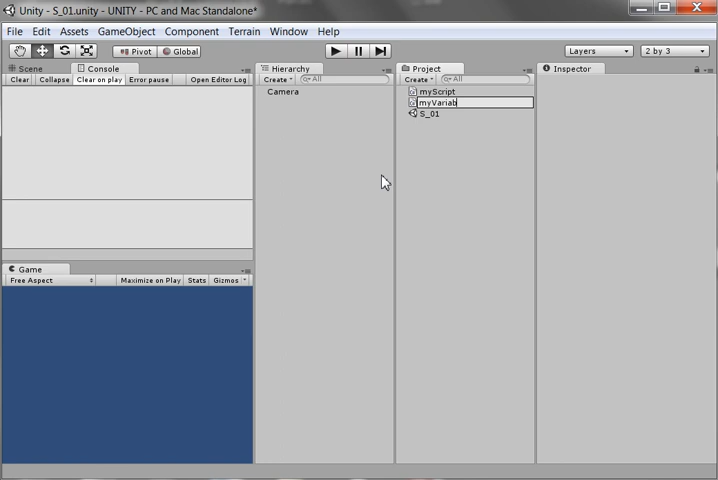 Unity - S_01.unity - UNITY - PC and Mac Standalone*
File Edit Assets GameObject Component Terrain Window Help
Pivot Global Layers 2 by 3
Scene Console Hierarchy Project Inspector
Clear Collapse Clear on play Error pause Open Editor Log Create All Create All
Camera myScript
myVariab
S_01
Game
Free Aspect Maximize on Play Stats Gizmos